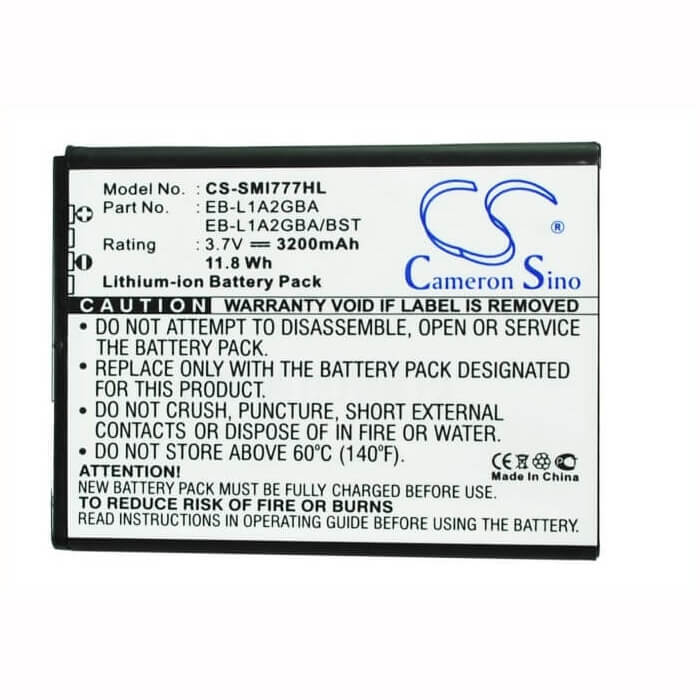 Model No. : CS-SMI777HL
Part No. : EB-L1A2GBA
EB-L1A2GBA/BST
Rating : 3.7V 3200mAh
11.8 Wh
Lithium-ion Battery Pack
CS
®
Cameron Sino
CAUTION WARRANTY VOID IF LABEL IS REMOVED
• DO NOT ATTEMPT TO DISASSEMBLE, OPEN OR SERVICE
THE BATTERY PACK.
• REPLACE ONLY WITH THE BATTERY PACK DESIGNATED
FOR THIS PRODUCT.
• DO NOT CRUSH, PUNCTURE, SHORT EXTERNAL
CONTACTS OR DISPOSE OF IN FIRE OR WATER.
• DO NOT STORE ABOVE 60°C (140°F).
ATTENTION!
NEW BATTERY PACK MUST BE FULLY CHARGED BEFORE USE.
TO REDUCE RISK OF FIRE OR BURNS
READ INSTRUCTIONS IN OPERATING GUIDE BEFORE USING THE BATTERY.
CE
Made In China